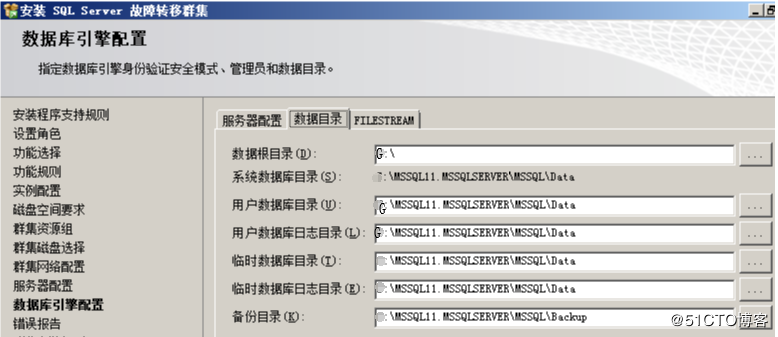 安装 SQL Server 故障转移群集
数据库引擎配置
指定数据库引擎身份验证安全模式、管理员和数据目录。
安装程序支持规则
设置角色
功能选择
功能规则
实例配置
磁盘空间要求
群集资源组
群集磁盘选择
群集网络配置
服务器配置
数据库引擎配置
错误报告
服务器配置 数据目录 FILESTREAM
数据根目录(D): G:\ ...
系统数据库目录(S): :\MSSQL11.MSSQLSERVER\MSSQL\Data
用户数据库目录(U): G:\MSSQL11.MSSQLSERVER\MSSQL\Data ...
用户数据库日志目录(L): G:\MSSQL11.MSSQLSERVER\MSSQL\Data ...
临时数据库目录(T): :\MSSQL11.MSSQLSERVER\MSSQL\Data ...
临时数据库日志目录(E): :\MSSQL11.MSSQLSERVER\MSSQL\Data ...
备份目录(K): :\MSSQL11.MSSQLSERVER\MSSQL\Backup
@51CTO博客